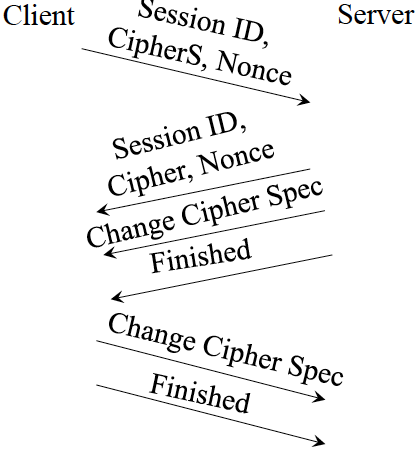 Client
Server
Session ID,
CipherS, Nonce
Session ID,
Cipher, Nonce
Change Cipher Spec
Finished
Change Cipher Spec
Finished